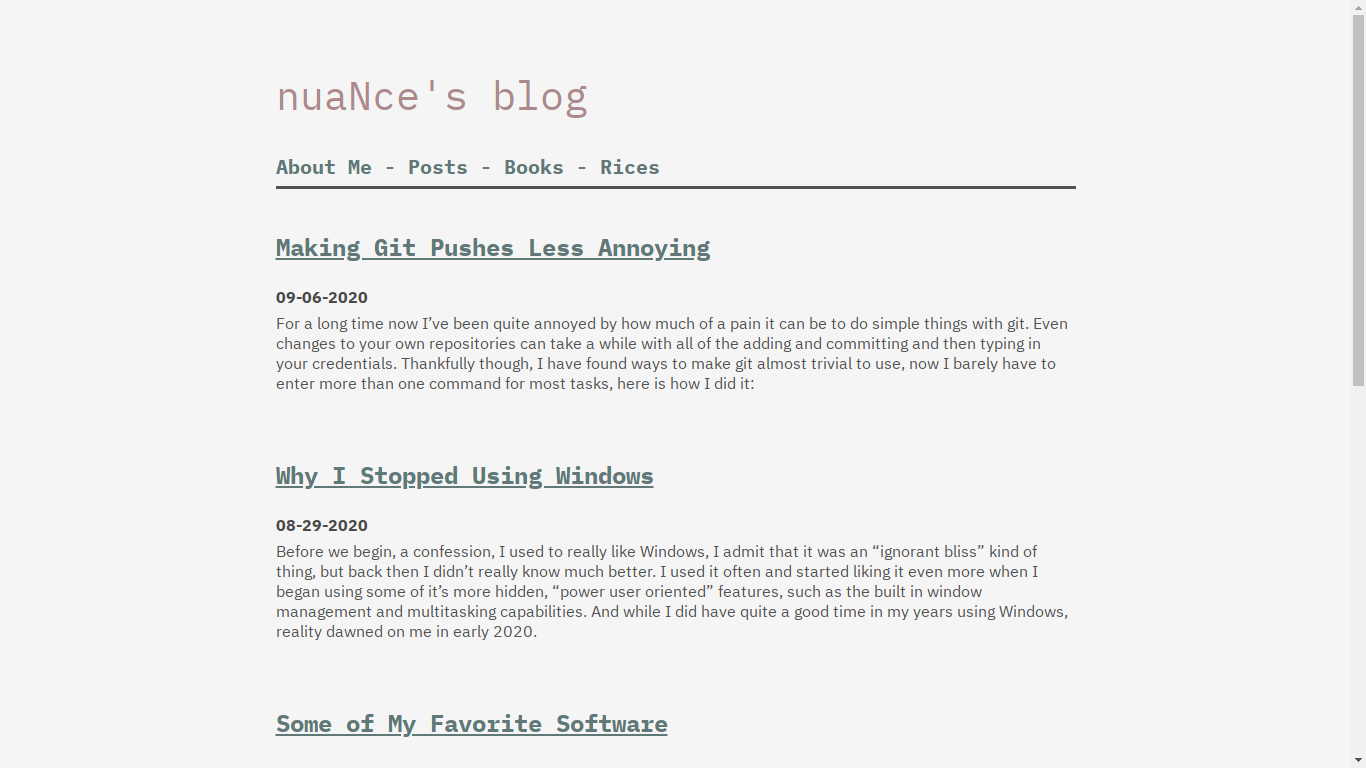 nuaNce's blog
About Me - Posts - Books - Rices
Making Git Pushes Less Annoying
09-06-2020
For a long time now I’ve been quite annoyed by how much of a pain it can be to do simple things with git. Even
changes to your own repositories can take a while with all of the adding and committing and then typing in
your credentials. Thankfully though, I have found ways to make git almost trivial to use, now I barely have to
enter more than one command for most tasks, here is how I did it:
Why I Stopped Using Windows
08-29-2020
Before we begin, a confession, I used to really like Windows, I admit that it was an “ignorant bliss” kind of
thing, but back then I didn’t really know much better. I used it often and started liking it even more when I
began using some of it’s more hidden, “power user oriented” features, such as the built in window
management and multitasking capabilities. And while I did have quite a good time in my years using Windows,
reality dawned on me in early 2020.
Some of My Favorite Software